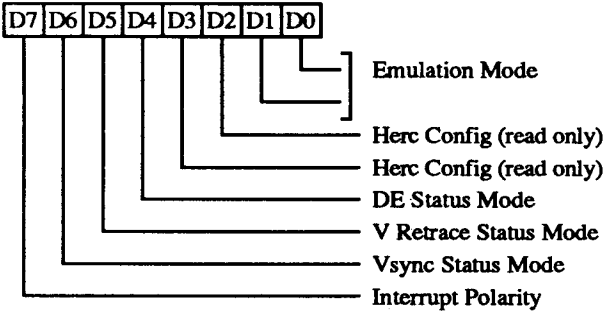 D7 D6 D5 D4 D3 D2 D1 D0
Emulation Mode
Herc Config (read only)
Herc Config (read only)
DE Status Mode
V Retrace Status Mode
Vsync Status Mode
Interrupt Polarity